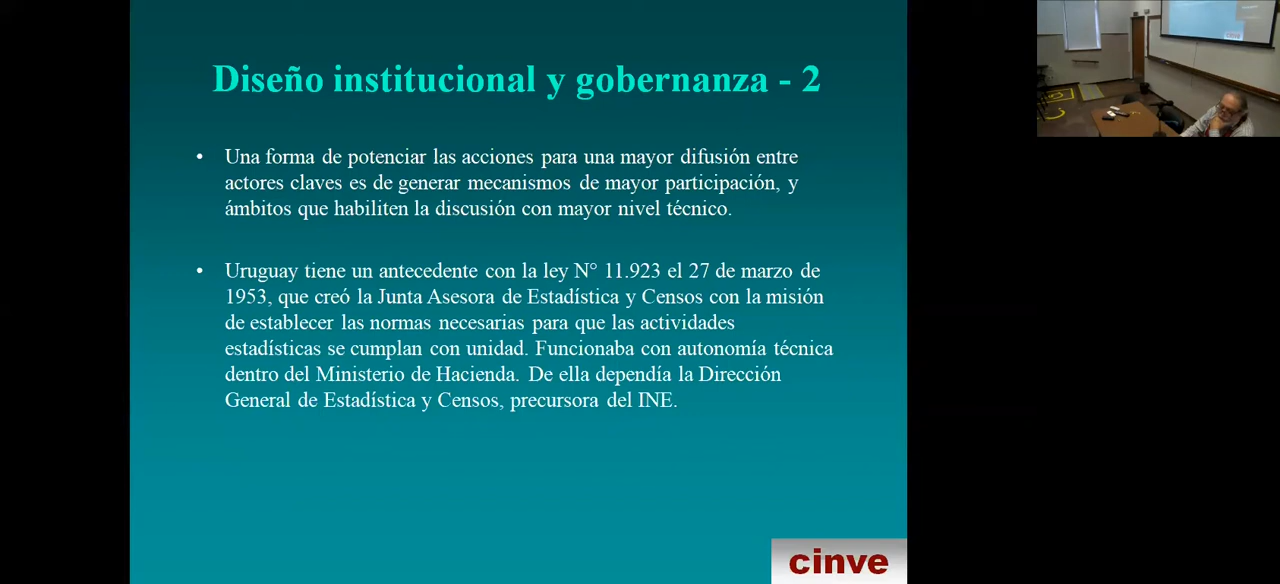 Diseño institucional y gobernanza - 2
• Una forma de potenciar las acciones para una mayor difusión entre
actores claves es de generar mecanismos de mayor participación, y
ámbitos que habiliten la discusión con mayor nivel técnico.
• Uruguay tiene un antecedente con la ley N° 11.923 el 27 de marzo de
1953, que creó la Junta Asesora de Estadística y Censos con la misión
de establecer las normas necesarias para que las actividades
estadísticas se cumplan con unidad. Funcionaba con autonomía técnica
dentro del Ministerio de Hacienda. De ella dependía la Dirección
General de Estadística y Censos, precursora del INE.
cinve
cinve